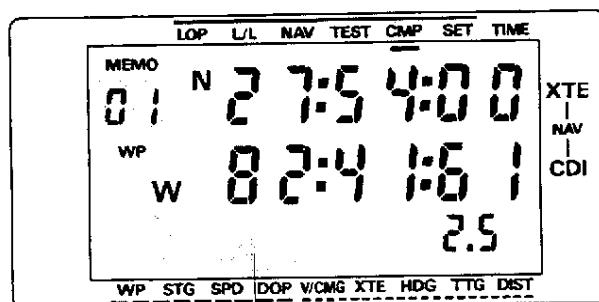 LOP L/L NAV TEST CMP SET TIME
MEMO
01 N 27:54:00
WP
W 82:41:61
2.5
XTE
NAV
CDI
WP STG SPD DOP V/CMG XTE HDG TTG DIST